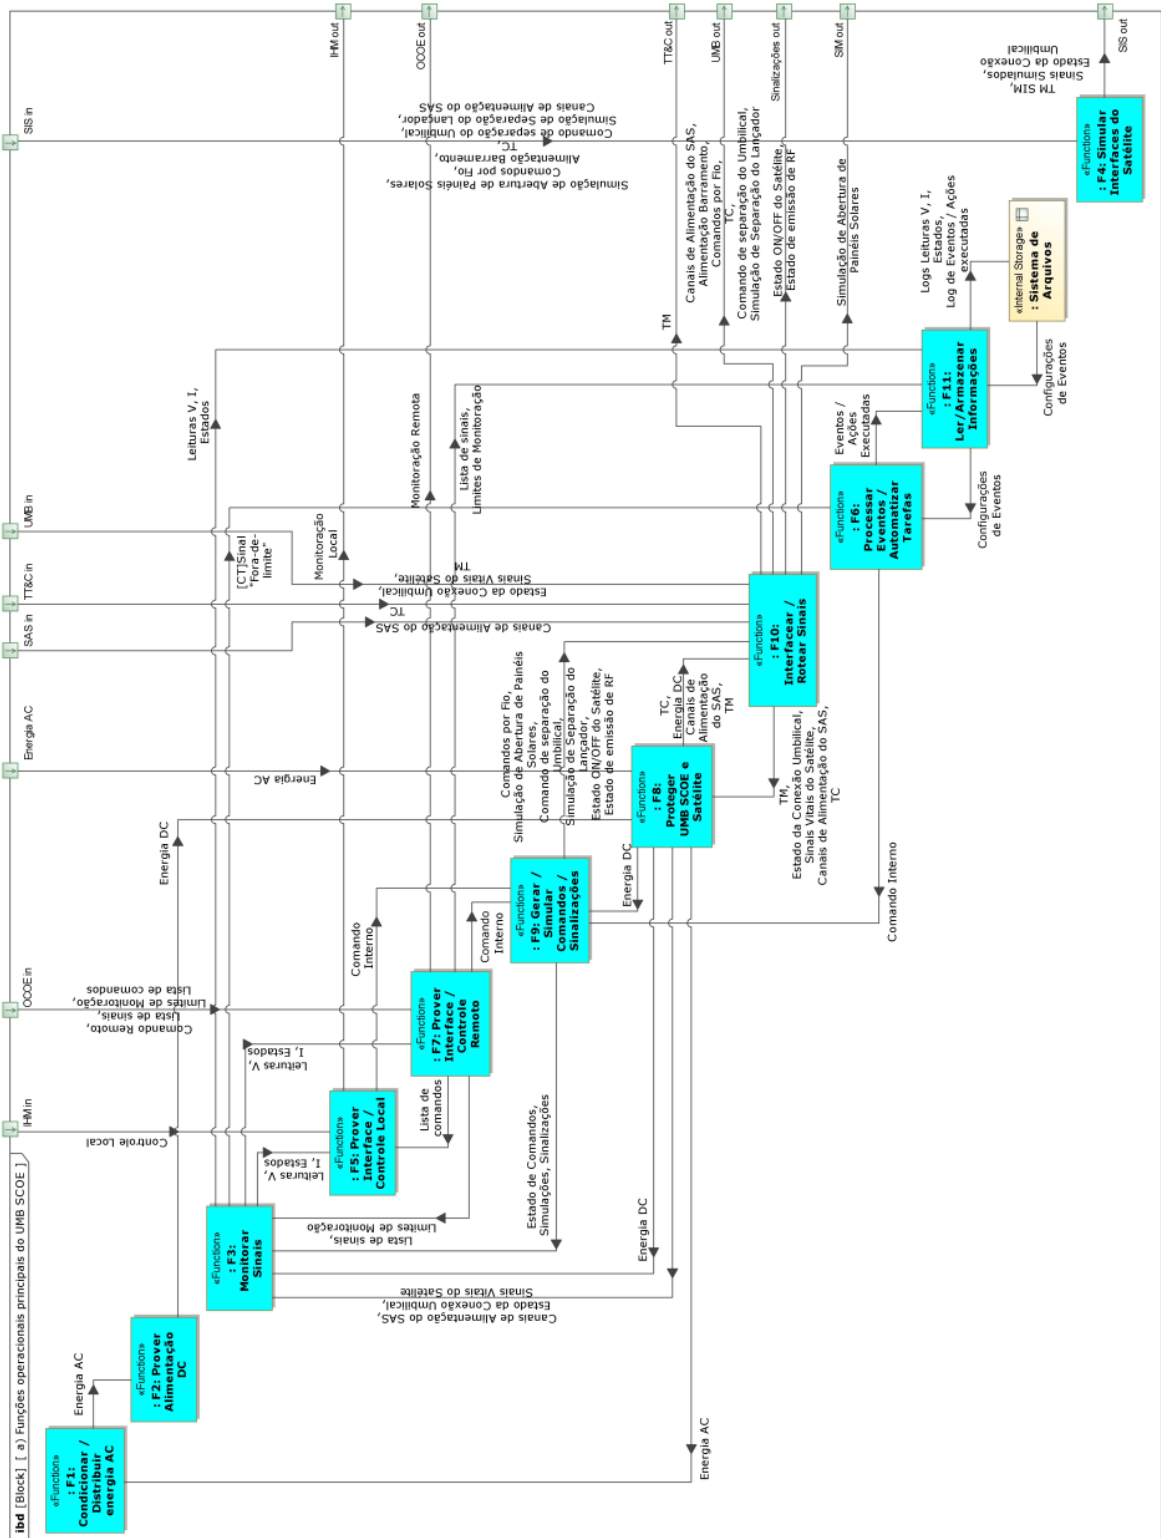 ibd [Block] [ a) Funções operacionais principais do UMB SCOE ]
IHM in
OCOE in
Energia AC
SAS in
TT&C in
UMB in
SIS in
IHM out
OCOE out
TT&C out
UMB out
Sinalizações out
SIM out
SIS out
«Function»
: F1:
Condicionar /
Distribuir
energia AC
Energia AC
«Function»
: F2: Prover
Alimentação
DC
Energia DC
«Function»
: F3:
Monitorar
Sinais
Leituras V, I,
Estados
[CT]Sinal
"Fora-de-
limite"
Leituras V,
I, Estados
Leituras V,
I, Estados
Lista de sinais,
Limites de Monitoração
Canais de Alimentação do SAS,
Estado da Conexão Umbilical,
Sinais Vitais do Satélite
Controle Local
«Function»
: F5: Prover
Interface /
Controle Local
Monitoração
Local
Comando
Interno
Lista de
comandos
Comando Remoto,
Lista de sinais,
Limites de Monitoração,
Lista de comandos
«Function»
: F7: Prover
Interface /
Controle
Remoto
Monitoração Remota
Lista de sinais,
Limites de Monitoração
Comando
Interno
«Function»
: F9: Gerar /
Simular
Comandos /
Sinalizações
Estado de Comandos,
Simulações, Sinalizações
Comandos por Fio,
Simulação de Abertura de Painéis
Solares,
Comando de separação do
Umbilical,
Simulação de Separação do
Lançador,
Estado ON/OFF do Satélite,
Estado de emissão de RF
Energia DC
Energia DC
Energia AC
Energia AC
«Function»
: F8:
Proteger
UMB SCOE e
Satélite
TC,
Energia DC
Canais de
Alimentação
do SAS,
TM
TM,
Estado da Conexão Umbilical,
Sinais Vitais do Satélite,
Canais de Alimentação do SAS,
TC
Canais de Alimentação do SAS
TC
Estado da Conexão Umbilical,
Sinais Vitais do Satélite,
TM
«Function»
: F10:
Interfacear /
Rotear Sinais
TM
Canais de Alimentação do SAS,
Alimentação Barramento,
Comandos por Fio,
TC,
Comando de separação do Umbilical,
Simulação de Separação do Lançador
Estado ON/OFF do Satélite,
Estado de emissão de RF
Simulação de Abertura de
Painéis Solares
«Function»
: F6:
Processar
Eventos /
Automatizar
Tarefas
Comando Interno
Eventos /
Ações
Executadas
Configurações
de Eventos
«Function»
: F11:
Ler/Armazenar
Informações
Logs Leituras V, I,
Estados,
Log de Eventos / Ações
executadas
Configurações
de Eventos
«Internal Storage»
: Sistema de
Arquivos
Simulação de Abertura de Painéis Solares
Comandos por Fio,
Alimentação Barramento,
TC,
Comando de separação do Umbilical,
Simulação de Separação do Lançador,
Canais de Alimentação do SAS
«Function»
: F4: Simular
Interfaces do
Satélite
TM SIM,
Sinais Simulados,
Estado da Conexão
Umbilical